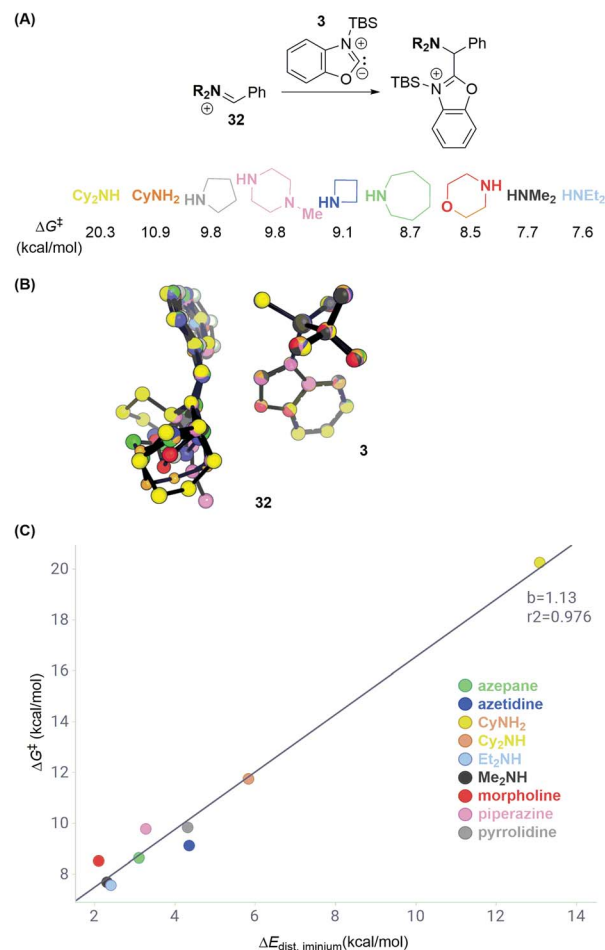 (A)
3
TBS
N
⊕
:
⊖
O
R₂N
⊕
Ph
32
R₂N
Ph
TBS
⊕
N
O
Cy₂NH
CyNH₂
HN
HN
N
Me
HN
HN
NH
O
HNMe₂
HNEt₂
ΔG‡
(kcal/mol)
20.3 10.9 9.8 9.8 9.1 8.7 8.5 7.7 7.6
(B)
3
32
(C)
20
18
16
14
12
10
8
ΔG‡ (kcal/mol)
b=1.13
r2=0.976
azepane
azetidine
CyNH₂
Cy₂NH
Et₂NH
Me₂NH
morpholine
piperazine
pyrrolidine
2 4 6 8 10 12 14
ΔE dist, iminium(kcal/mol)